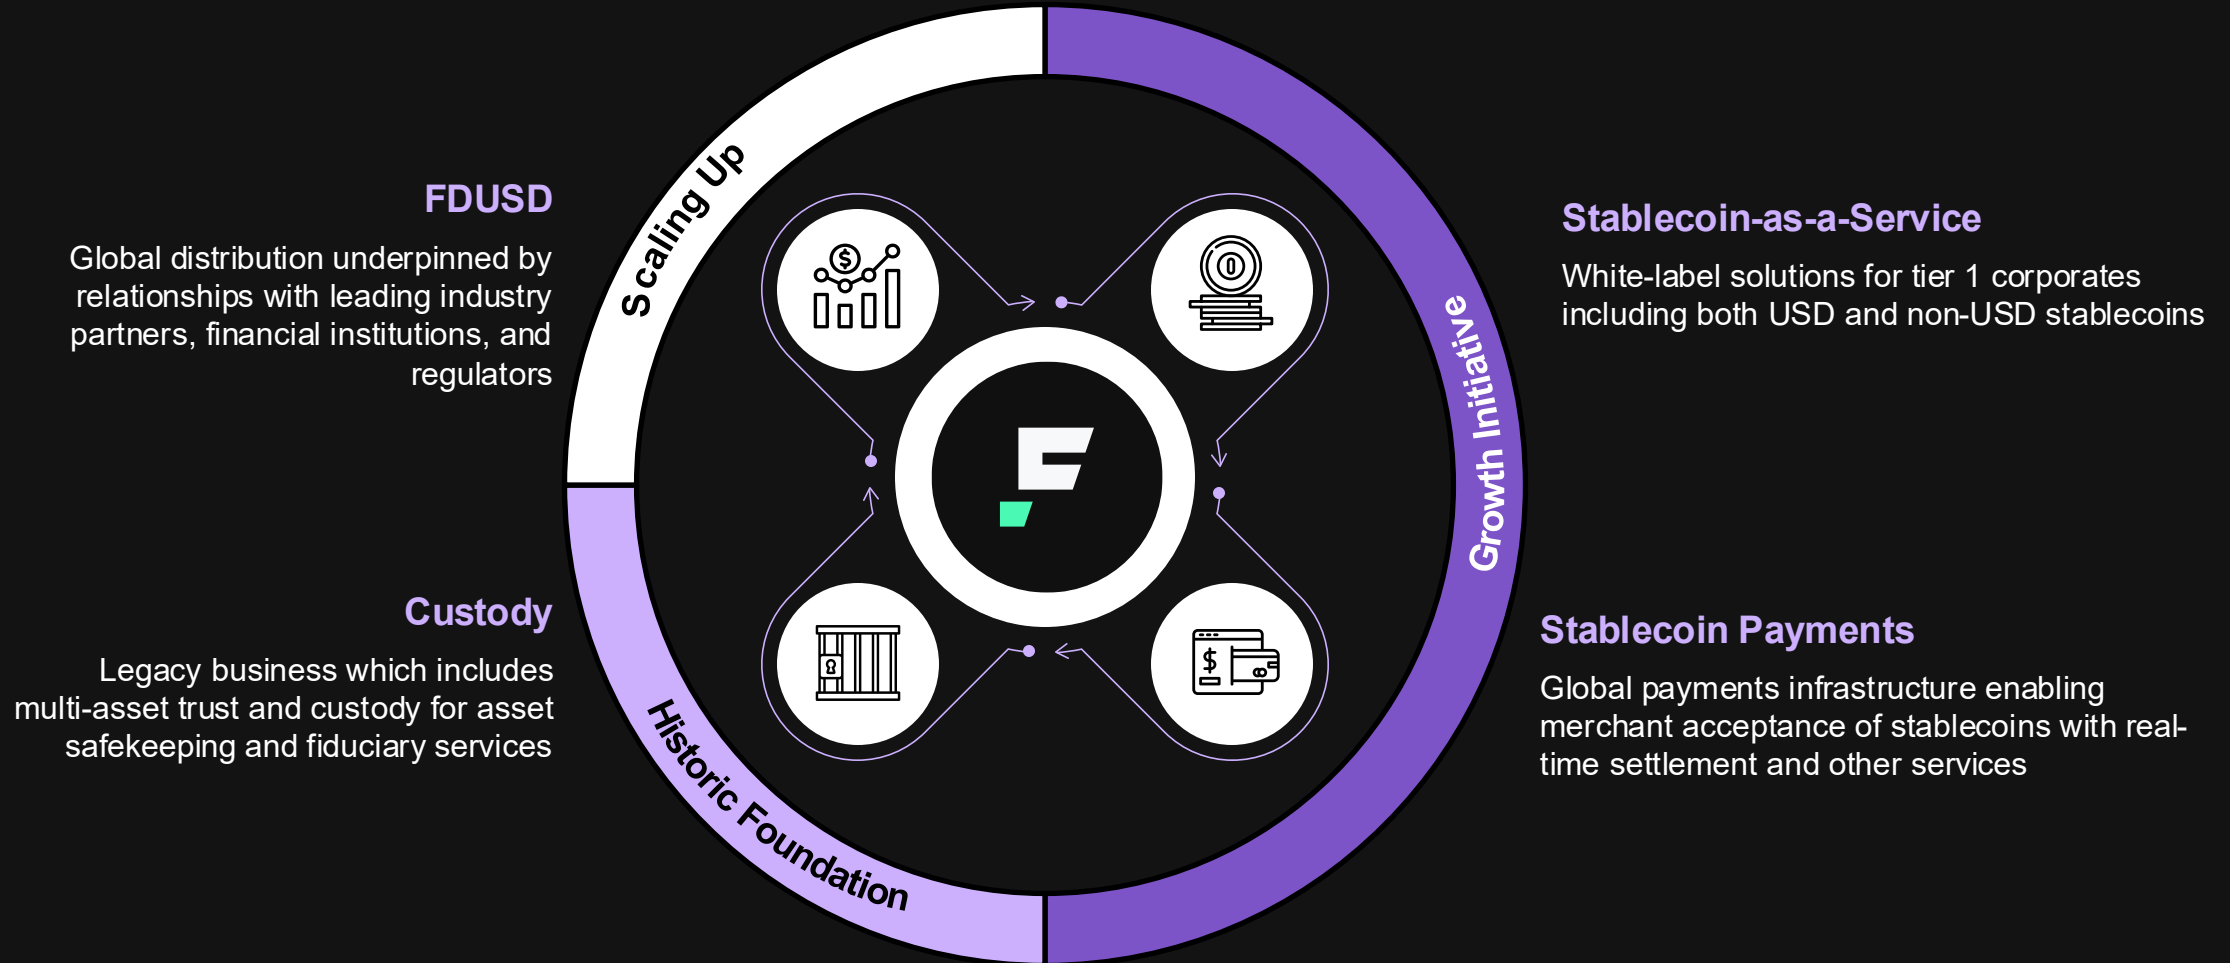 FDUSD
Global distribution underpinned by
relationships with leading industry
partners, financial institutions, and
regulators
Custody
Legacy business which includes
multi-asset trust and custody for asset
safekeeping and fiduciary services
Scaling Up
Historic Foundation
$
$
Growth Initiative
Stablecoin-as-a-Service
White-label solutions for tier 1 corporates
including both USD and non-USD stablecoins
Stablecoin Payments
Global payments infrastructure enabling
merchant acceptance of stablecoins with real-
time settlement and other services